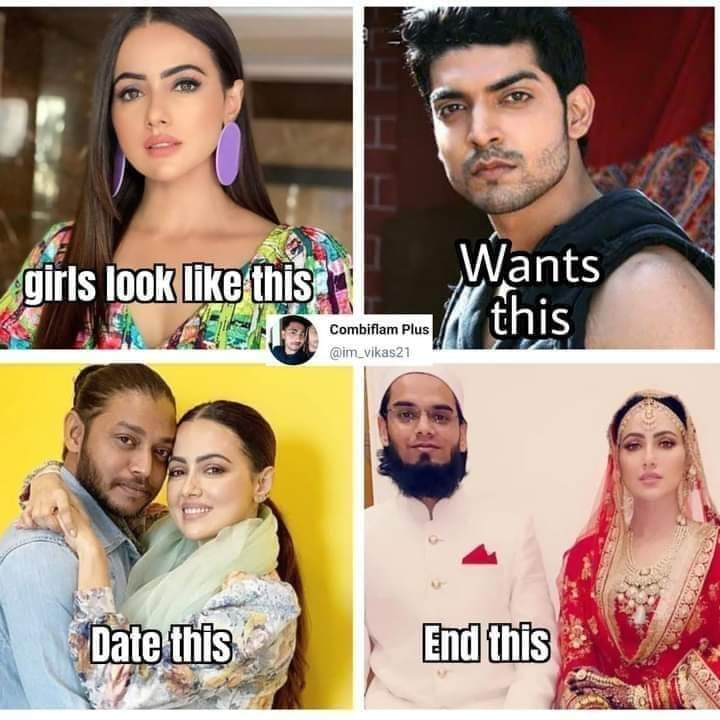 girls look like this
Wants
this
Combiflam Plus
@im_vikas21
Date this
End this